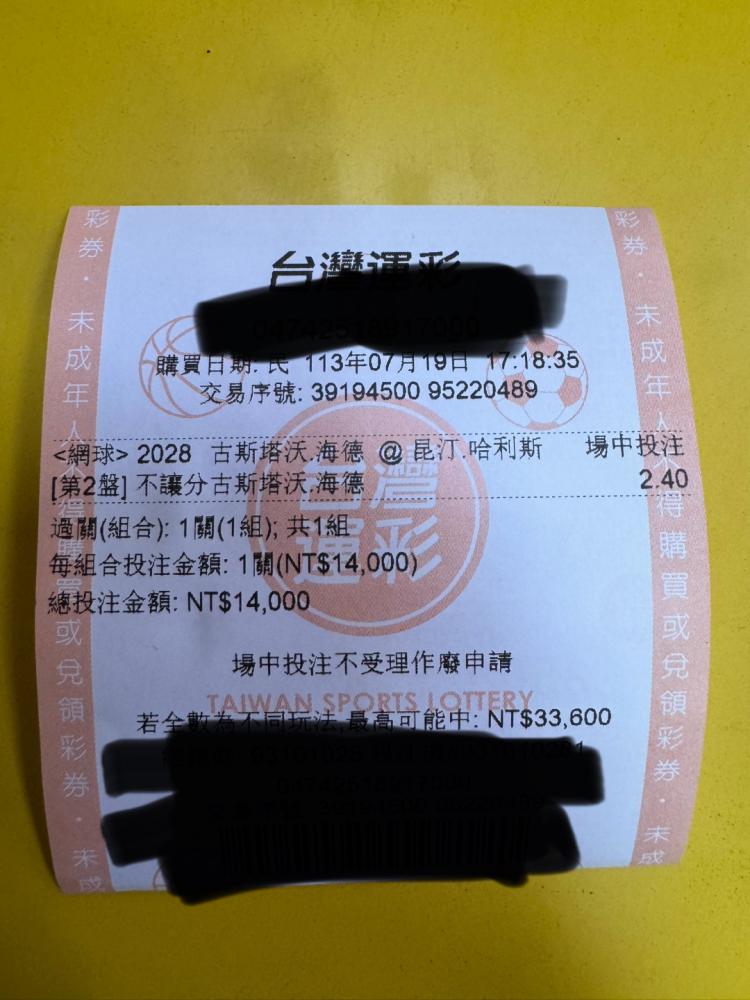 台灣運彩
購買日期: 民 113年07月19日 17:18:35
交易序號: 39194500 95220489
<網球> 2028 古斯塔沃.海德 @ 昆汀.哈利斯 場中投注
[第2盤] 不讓分古斯塔沃.海德 2.40
過關(組合): 1關(1組); 共1組
每組合投注金額: 1關(NT$14,000)
總投注金額: NT$14,000
台灣
運彩
場中投注不受理作廢申請
TAIWAN SPORTS LOTTERY
若全數為不同玩法,最高可能中: NT$33,600
彩券．未成年人不得購買或兌領彩券．未成
彩券．未成年人不得購買或兌領彩券．未成